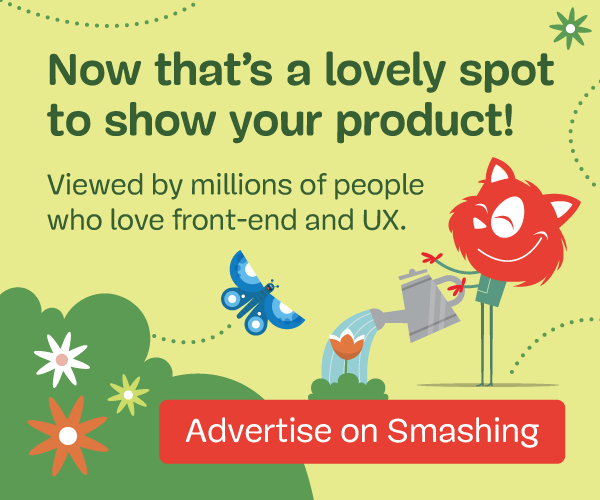 Now that’s a lovely spot
to show your product!
Viewed by millions of people
who love front-end and UX.
Advertise on Smashing